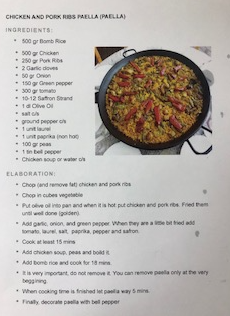 CHICKEN AND PORK RIBS PAELLA (PAELLA)
INGREDIENTS:
* 500 gr Bomb Rice
* 500 gr Chicken
* 250 gr Pork Ribs
* 2 Garlic cloves
* 50 gr Onion
* 150 gr Green pepper
* 300 gr tomato
* 10-12 Saffron Strand
* 1 dl Olive Oil
* salt c/s
* ground pepper c/s
* 1 unit laurel
* 1 unit paprika (non hot)
* 100 gr peas
* 1 tin bell pepper
* Chicken soup or water c/s
ELABORATION:
* Chop (and remove fat) chicken and pork ribs
* Chop in cubes vegetable
* Put olive oil into pan and when it is hot put chicken and pork ribs. Fried them
until well done (golden).
* Add garlic, onion, and green pepper. When they are a little bit fried add
tomato, laurel, salt, paprika, pepper and saffron.
* Cook at least 15 mins
* Add chicken soup, peas and boild it.
* Add bomb rice and cook for 18 mins.
* It is very important, do not remove it. You can remove paella only at the very
beggining.
* When cooking time is finished let paella way 5 mins.
* Finally, decorate paella with bell pepper